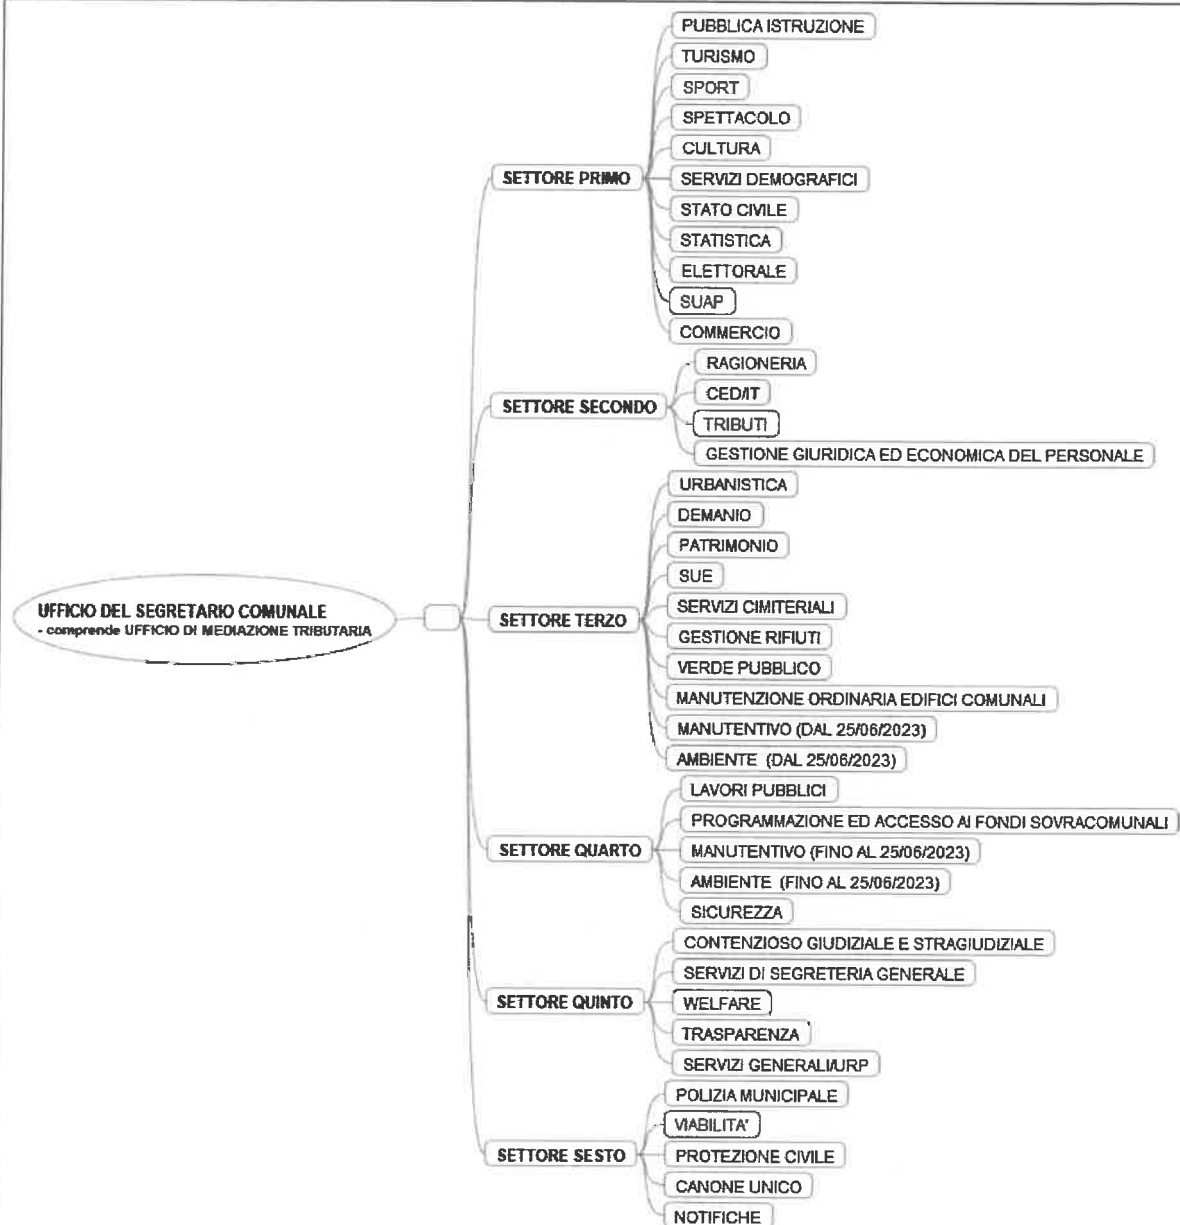 PUBBLICA ISTRUZIONE
TURISMO
SPORT
SPETTACOLO
CULTURA
SETTORE PRIMO
SERVIZI DEMOGRAFICI
STATO CIVILE
STATISTICA
ELETTORALE
SUAP
COMMERCIO
RAGIONERIA
CED/IT
SETTORE SECONDO
TRIBUTI
GESTIONE GIURIDICA ED ECONOMICA DEL PERSONALE
URBANISTICA
DEMANIO
PATRIMONIO
SUE
SERVIZI CIMITERIALI
UFFICIO DEL SEGRETARIO COMUNALE
- comprende UFFICIO DI MEDIAZIONE TRIBUTARIA
SETTORE TERZO
GESTIONE RIFIUTI
VERDE PUBBLICO
MANUTENZIONE ORDINARIA EDIFICI COMUNALI
MANUTENTIVO (DAL 25/06/2023)
AMBIENTE (DAL 25/06/2023)
LAVORI PUBBLICI
PROGRAMMAZIONE ED ACCESSO AI FONDI SOVRACOMUNALI
SETTORE QUARTO
MANUTENTIVO (FINO AL 25/06/2023)
AMBIENTE (FINO AL 25/06/2023)
SICUREZZA
CONTENZIOSO GIUDIZIALE E STRAGIUDIZIALE
SERVIZI DI SEGRETERIA GENERALE
SETTORE QUINTO
WELFARE
TRASPARENZA
SERVIZI GENERALI/URP
POLIZIA MUNICIPALE
VIABILITA'
SETTORE SESTO
PROTEZIONE CIVILE
CANONE UNICO
NOTIFICHE